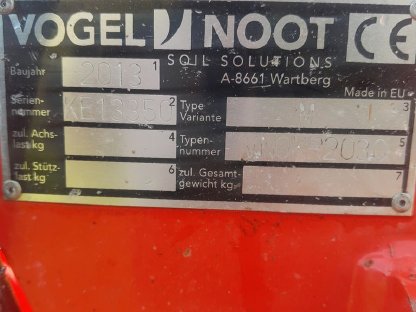 VOGEL NOOT CE
SOIL SOLUTIONS
A-8661 Wartberg
Baujahr 2013 1
Made in EU
Serien-
nummer KE13350 2 Type
Variante 3
zul. Achs-
last kg 4 Typen-
nummer 5
zul. Stütz-
last kg 6 zul. Gesamt-
gewicht kg 7